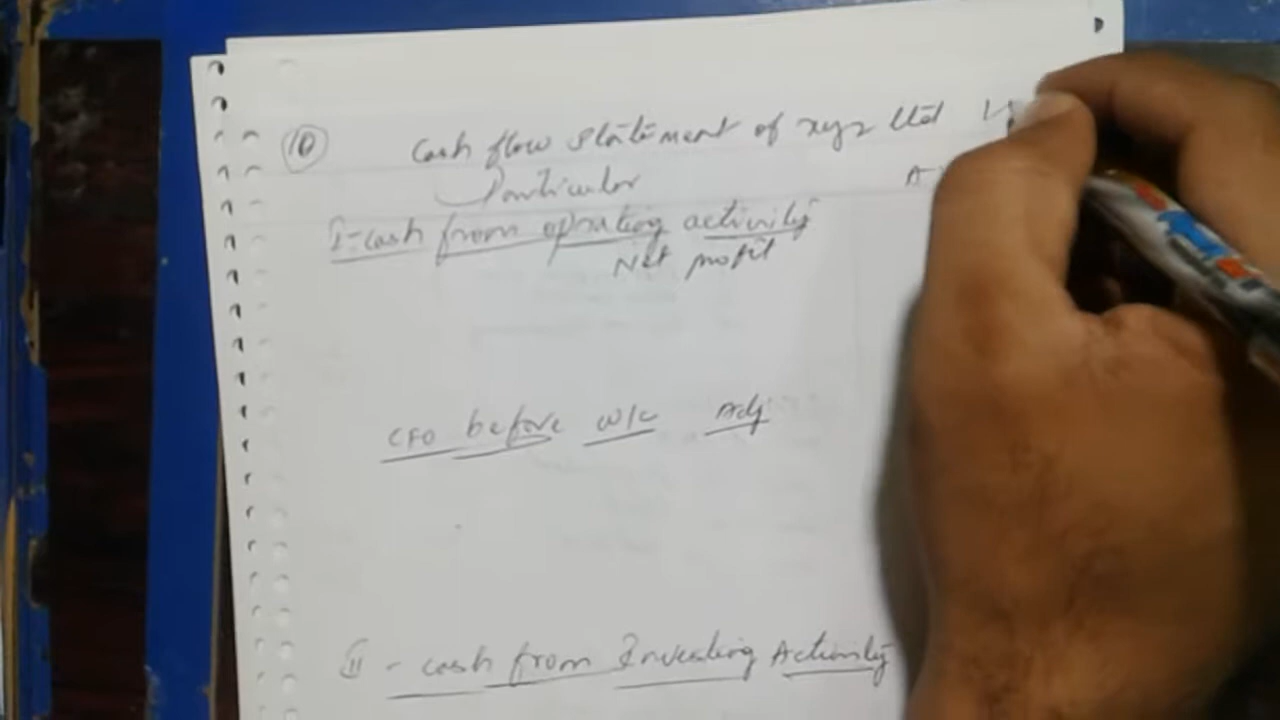 10 Cash flow statement of xyz Ltd
Particular
I-cash from oprating activity
Net profit
CFO before W/C Adj
II - cash from Investing Activity